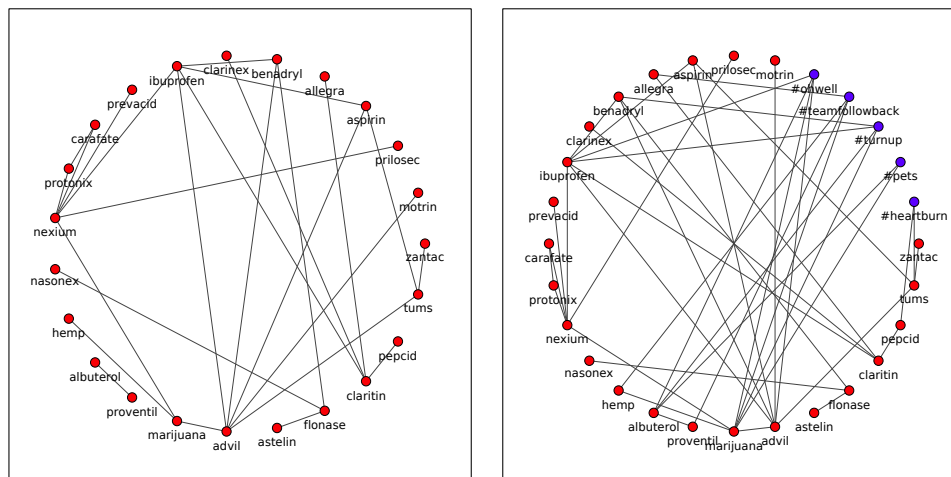 clarinex
benadryl
ibuprofen
allegra
prevacid
aspirin
carafate
prilosec
protonix
motrin
nexium
zantac
nasonex
tums
hemp
pepcid
albuterol
claritin
proventil
flonase
marijuana
astelin
advil
prilosec
motrin
aspirin
#ohwell
allegra
#teamfollowback
benadryl
#turnup
clarinex
#pets
ibuprofen
#heartburn
prevacid
zantac
carafate
tums
protonix
pepcid
nexium
claritin
nasonex
flonase
hemp
astelin
albuterol
proventil
advil
marijuana